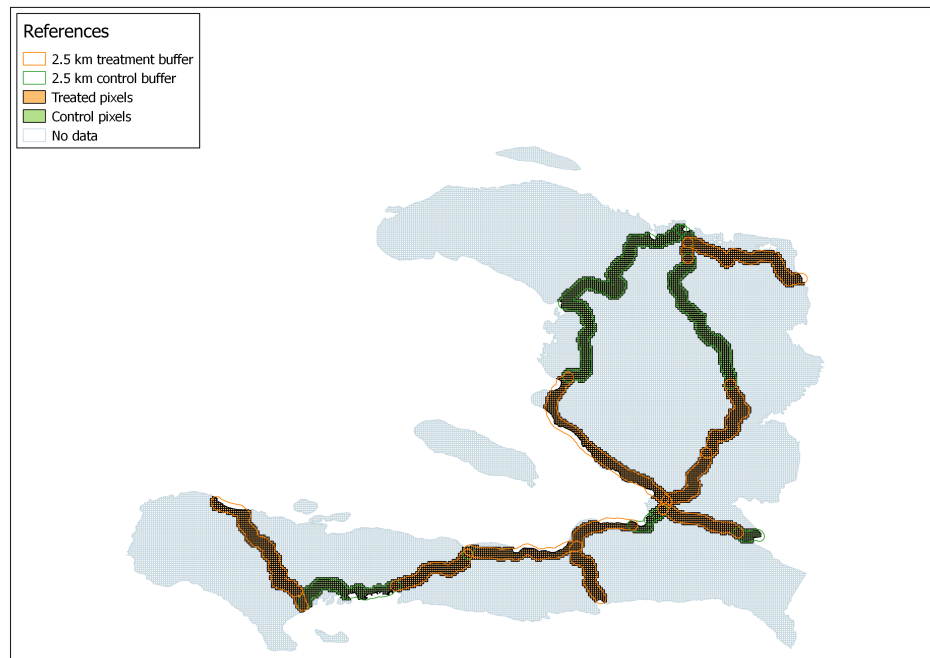 References
2.5 km treatment buffer
2.5 km control buffer
Treated pixels
Control pixels
No data